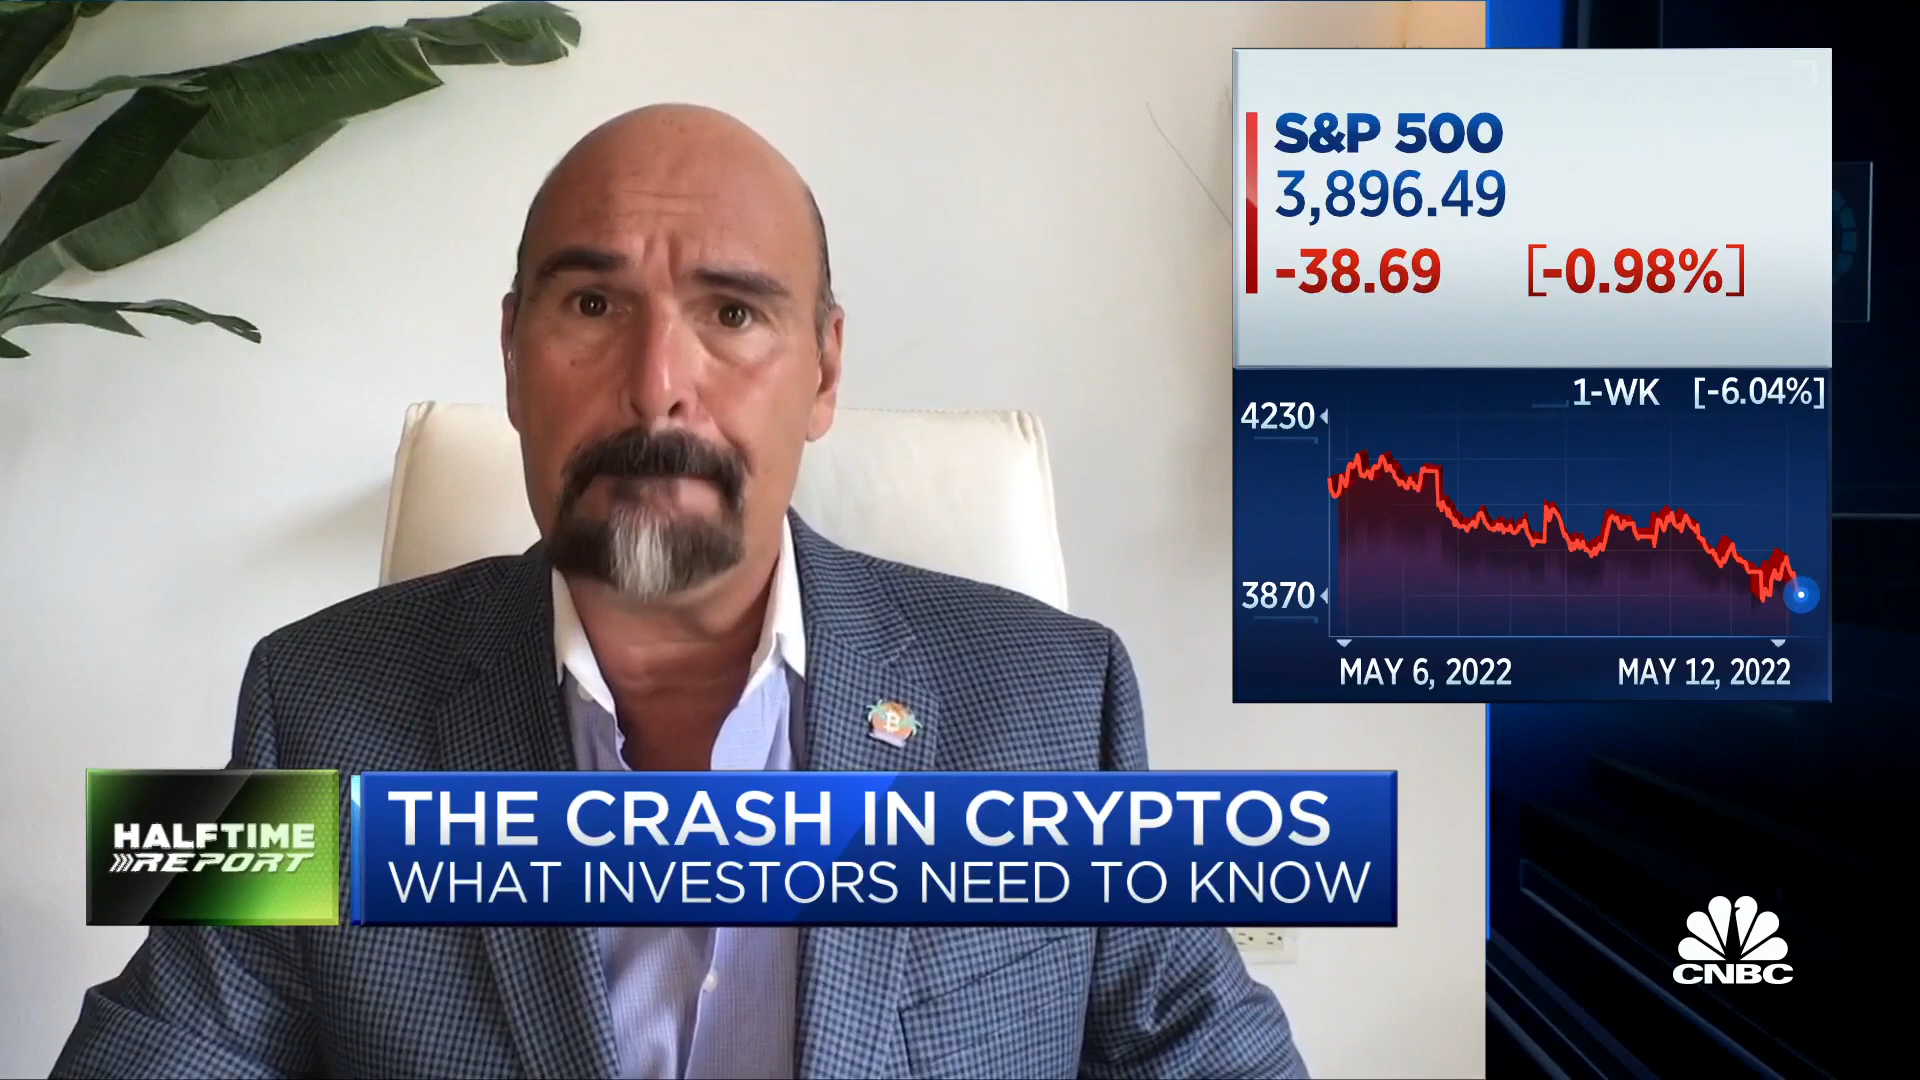 S&P 500
3,896.49
-38.69 [-0.98%]
1-WK [-6.04%]
4230
3870
MAY 6, 2022 MAY 12, 2022
B
HALFTIME
REPORT
THE CRASH IN CRYPTOS
WHAT INVESTORS NEED TO KNOW
CNBC